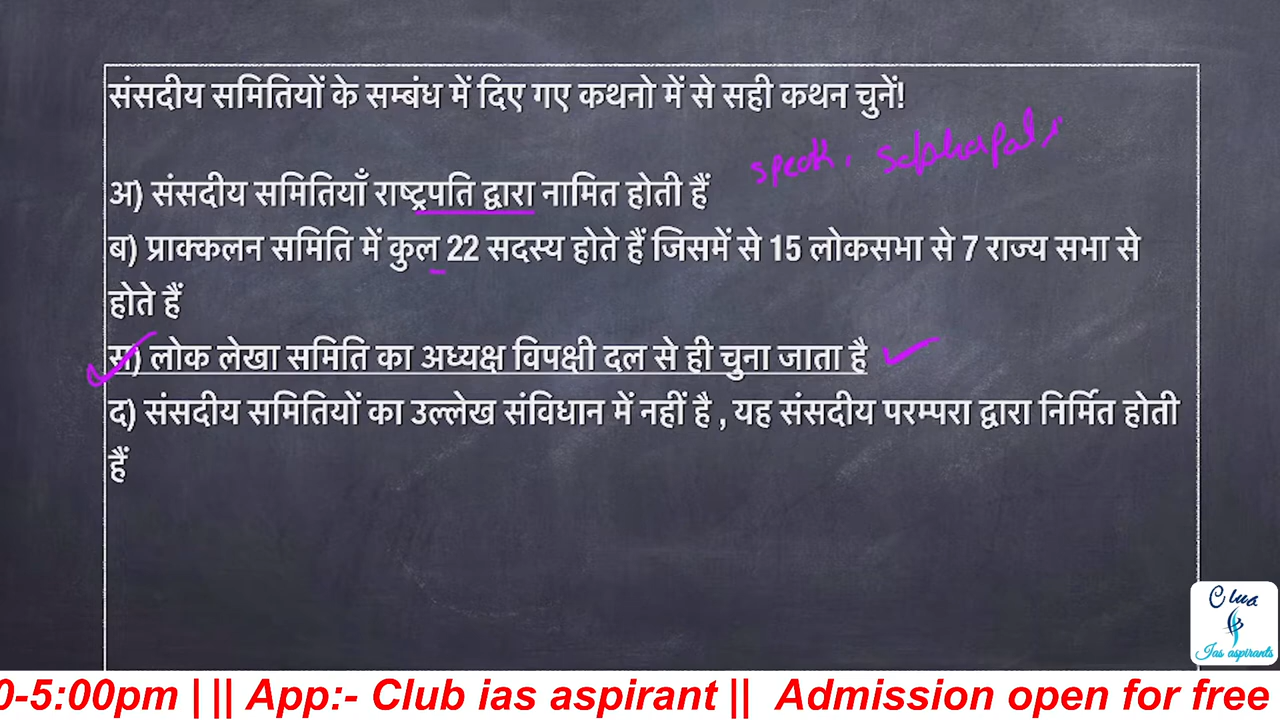 संसदीय समितियों के सम्बंध में दिए गए कथनो में से सही कथन चुनें!
अ) संसदीय समितियाँ राष्ट्रपति द्वारा नामित होती हैं
ब) प्राक्कलन समिति में कुल 22 सदस्य होते हैं जिसमें से 15 लोकसभा से 7 राज्य सभा से
होते हैं
स) लोक लेखा समिति का अध्यक्ष विपक्षी दल से ही चुना जाता है
द) संसदीय समितियों का उल्लेख संविधान में नहीं है , यह संसदीय परम्परा द्वारा निर्मित होती
हैं
Club
Ias aspirants
0-5:00pm | || App:- Club ias aspirant || Admission open for free